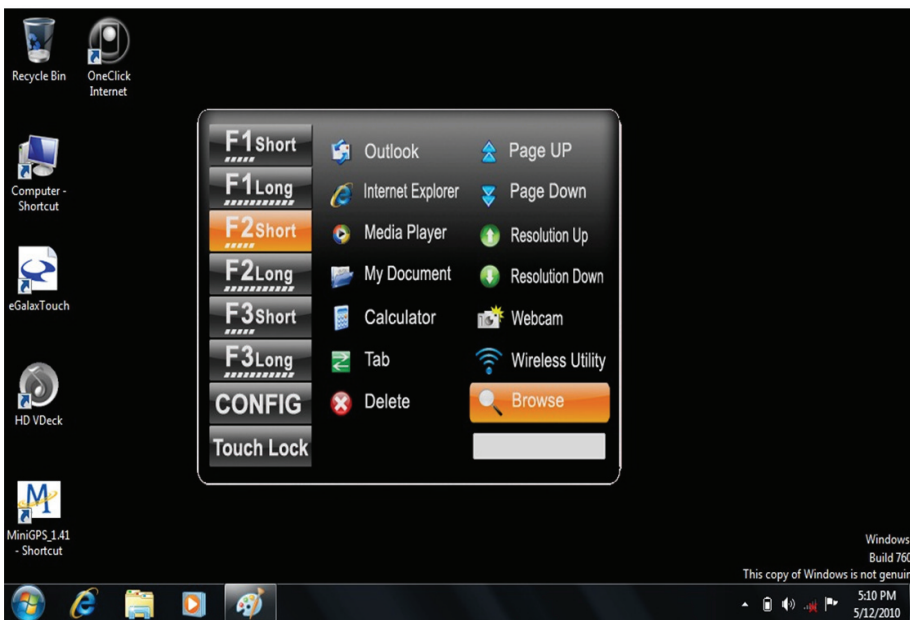 Recycle Bin
OneClick
Internet
Computer -
Shortcut
eGalaxTouch
HD VDeck
MiniGPS_1.41
- Shortcut
F1Short
F1Long
F2Short
F2Long
F3Short
F3Long
CONFIG
Touch Lock
Outlook
Internet Explorer
Media Player
My Document
Calculator
Tab
Delete
Page UP
Page Down
Resolution Up
Resolution Down
Webcam
Wireless Utility
Browse
Windows
Build 760
This copy of Windows is not genuin
5:10 PM
5/12/2010